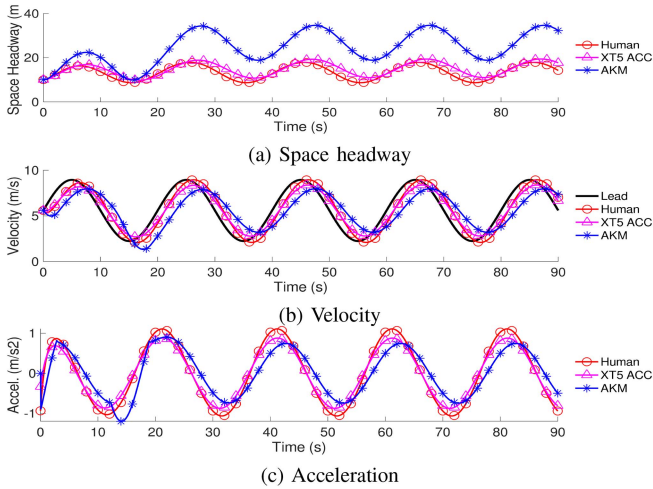 Space Headway (m
40
20
0
0 10 20 30 40 50 60 70 80 90
Time (s)
Human
XT5 ACC
AKM
(a) Space headway
Velocity (m/s)
10
5
0
0 10 20 30 40 50 60 70 80 90
Time (s)
Lead
Human
XT5 ACC
AKM
(b) Velocity
Accel. (m/s2)
1
0
-1
0 10 20 30 40 50 60 70 80 90
Time (s)
Human
XT5 ACC
AKM
(c) Acceleration